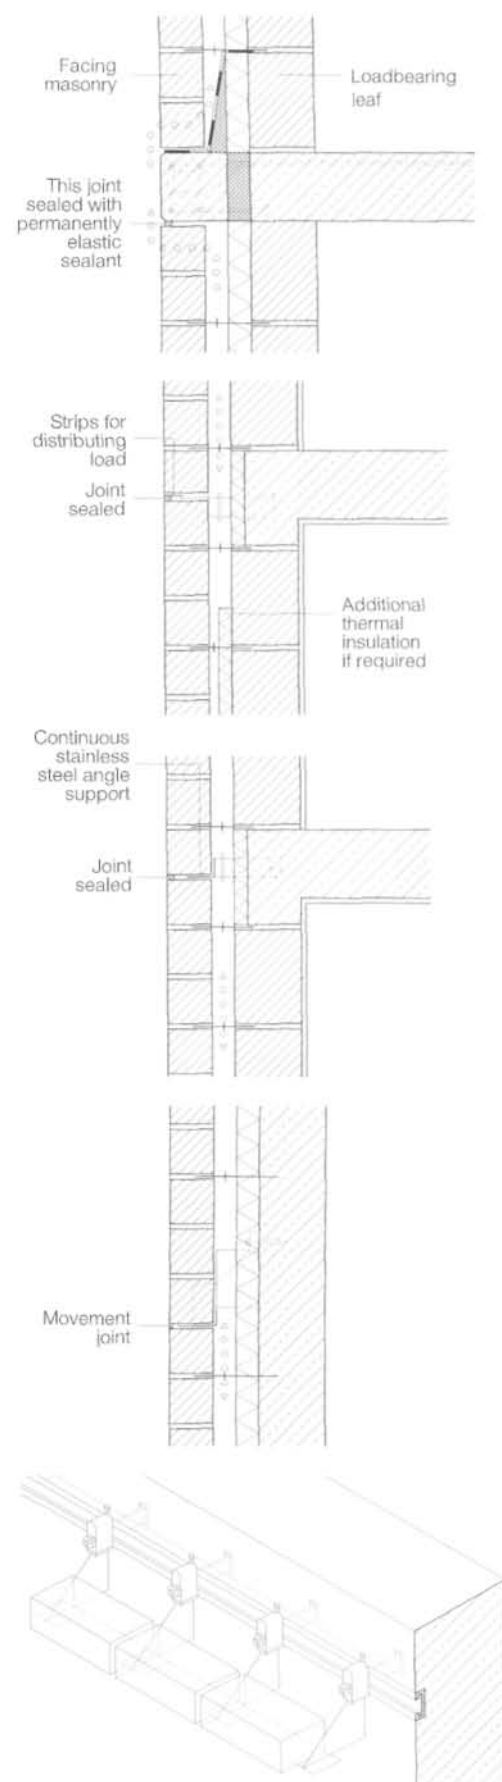 Facing
masonry
Loadbearing
leaf
This joint
sealed with
permanently
elastic
sealant
Strips for
distributing
load
Joint
sealed
Additional
thermal
insulation
if required
Continuous
stainless
steel angle
support
Joint
sealed
Movement
joint